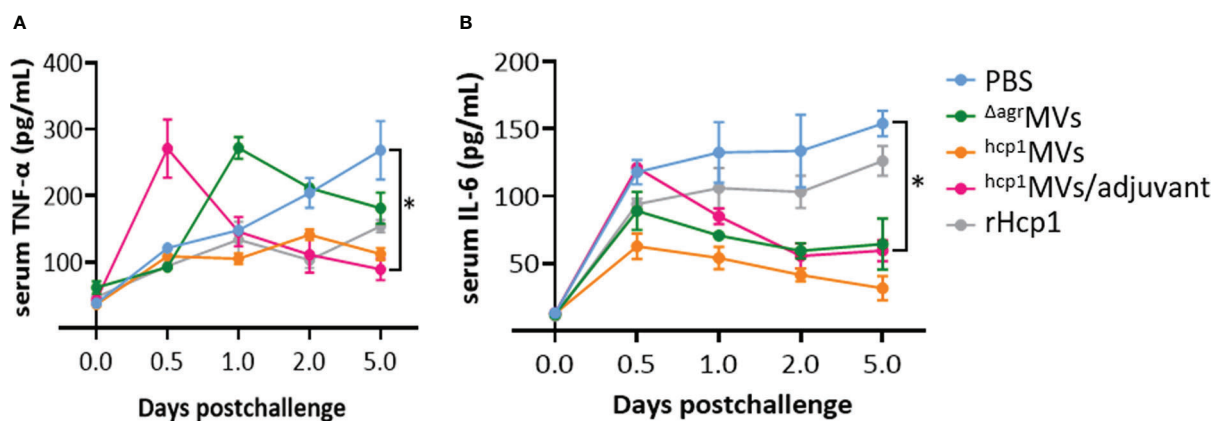 A
B
serum TNF-α (pg/mL)
400
300
200
100
0.0 0.5 1.0 2.0 5.0
Days postchallenge
*
serum IL-6 (pg/mL)
200
150
100
50
0.0 0.5 1.0 2.0 5.0
Days postchallenge
*
PBS
ΔagrMVs
hcp1MVs
hcp1MVs/adjuvant
rHcp1